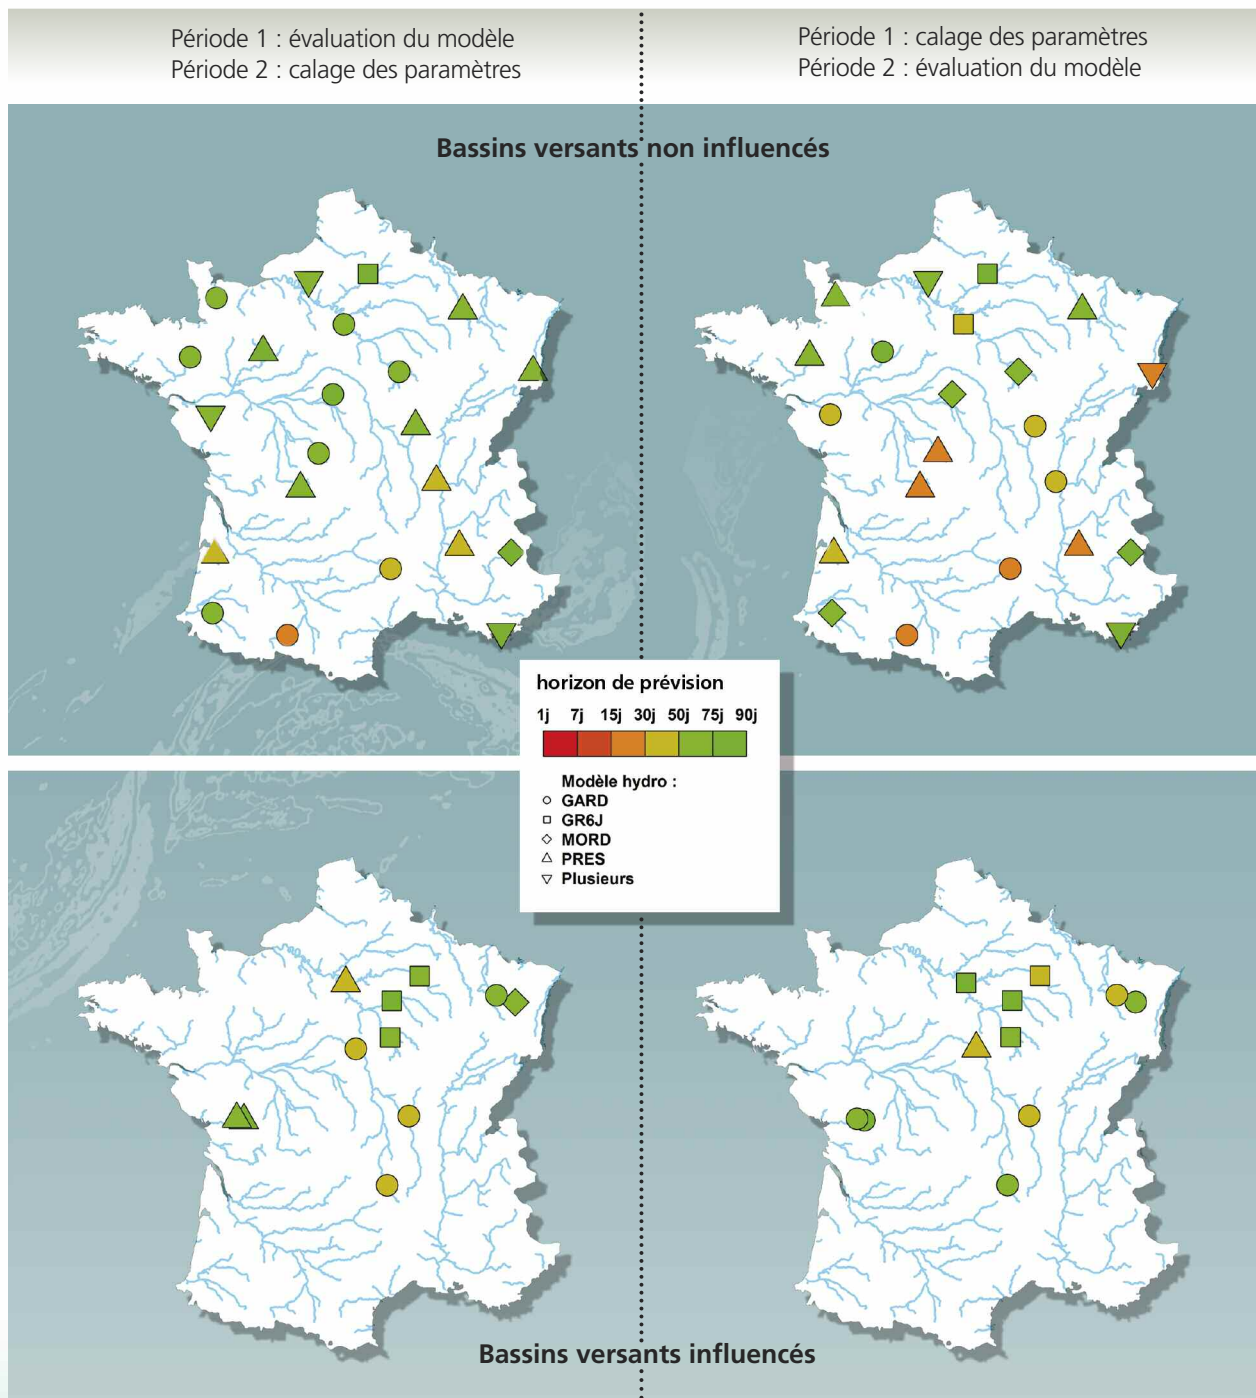 Période 1 : évaluation du modèle
Période 2 : calage des paramètres
Période 1 : calage des paramètres
Période 2 : évaluation du modèle
Bassins versants non influencés
horizon de prévision
1j 7j 15j 30j 50j 75j 90j
Modèle hydro :
GARD
GR6J
MORD
PRES
Plusieurs
Bassins versants influencés